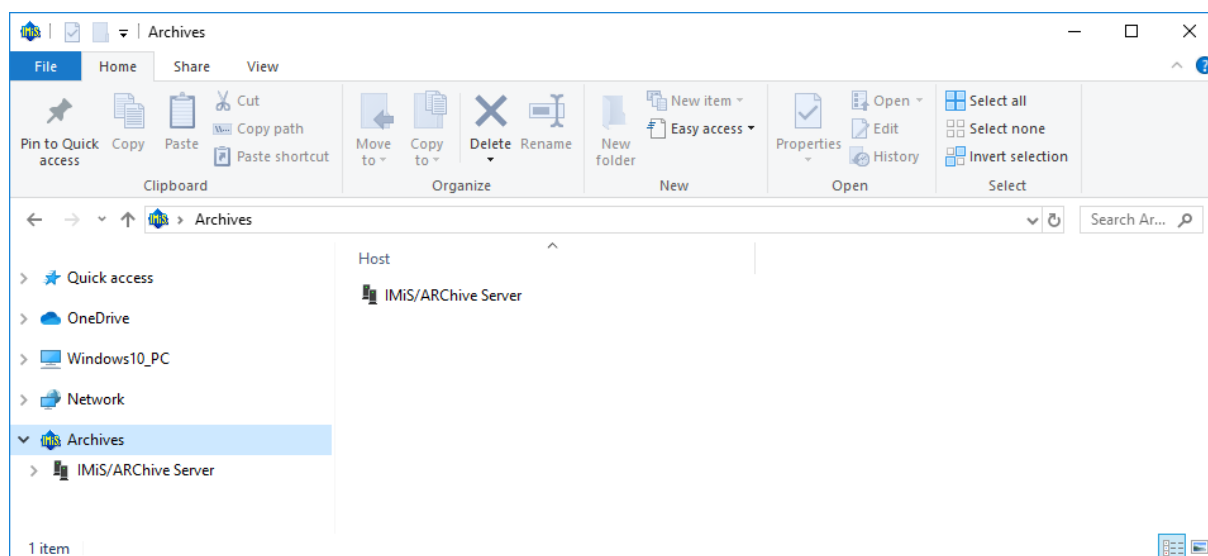 Archives
File Home Share View
Pin to Quick access
Copy
Paste
Cut
Copy path
Paste shortcut
Clipboard
Move to
Copy to
Delete
Rename
Organize
New folder
New item
Easy access
New
Properties
Open
Edit
History
Open
Select all
Select none
Invert selection
Select
Archives
Search Ar...
Quick access
OneDrive
Windows10_PC
Network
Archives
IMiS/ARChive Server
Host
IMiS/ARChive Server
1 item